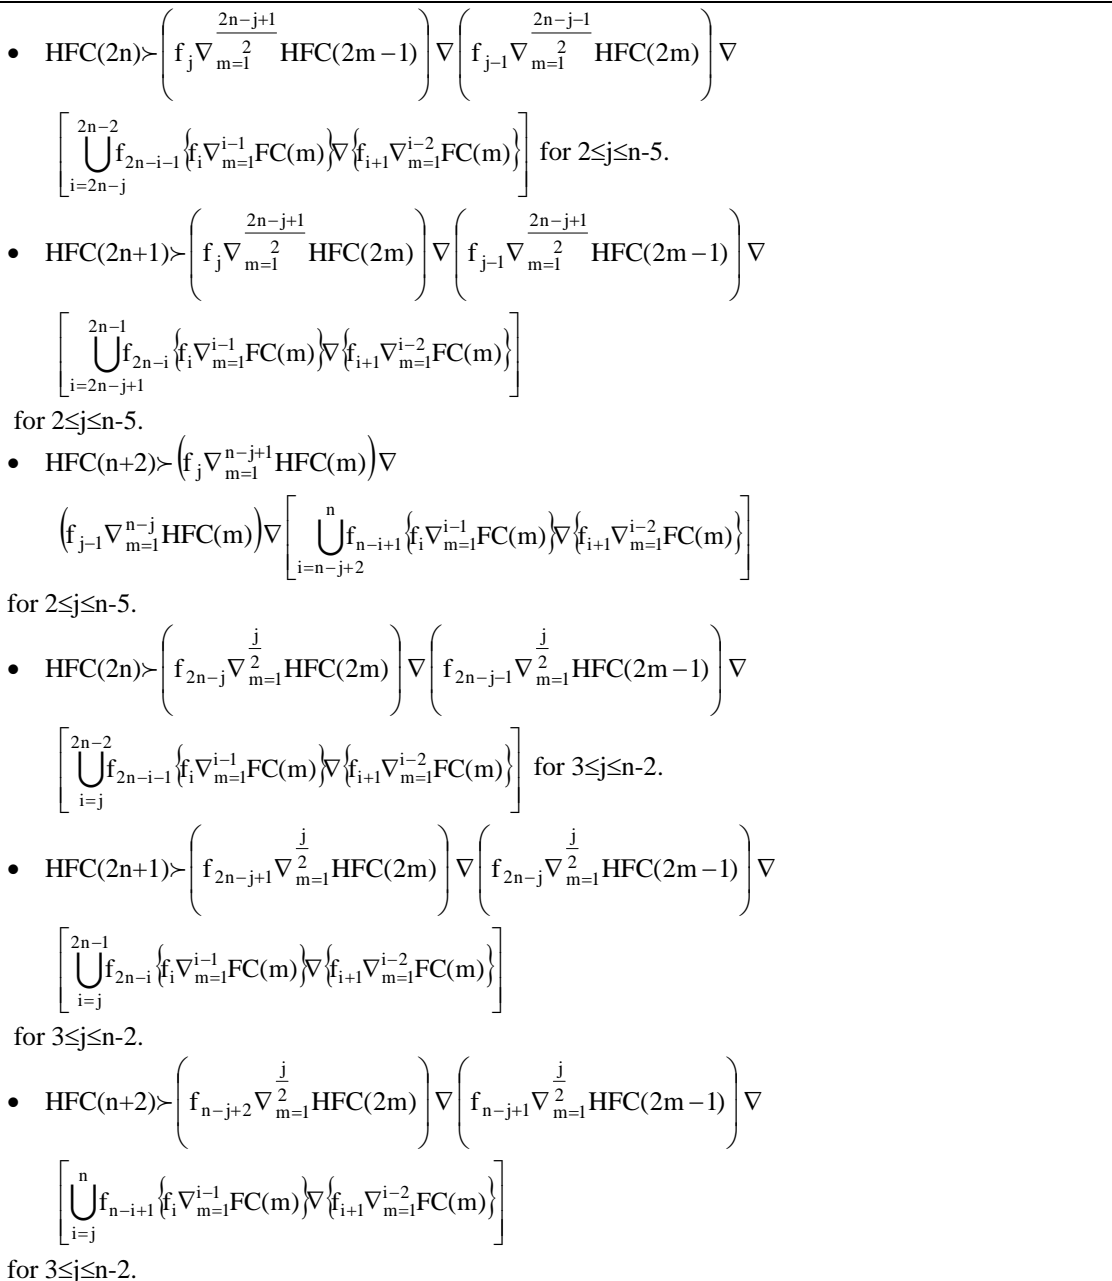 • HFC(2n)≻(f_j ∇_{m=1}^{\frac{2n−j+1}{2}} HFC(2m−1)) ∇ (f_{j−1} ∇_{m=1}^{\frac{2n−j−1}{2}} HFC(2m)) ∇
[⋃_{i=2n−j}^{2n−2} f_{2n−i−1} {f_i ∇_{m=1}^{i−1} FC(m)} ∇ {f_{i+1} ∇_{m=1}^{i−2} FC(m)}] for 2≤j≤n-5.
• HFC(2n+1)≻(f_j ∇_{m=1}^{\frac{2n−j+1}{2}} HFC(2m)) ∇ (f_{j−1} ∇_{m=1}^{\frac{2n−j+1}{2}} HFC(2m−1)) ∇
[⋃_{i=2n−j+1}^{2n−1} f_{2n−i} {f_i ∇_{m=1}^{i−1} FC(m)} ∇ {f_{i+1} ∇_{m=1}^{i−2} FC(m)}]
for 2≤j≤n-5.
• HFC(n+2)≻(f_j ∇_{m=1}^{n−j+1} HFC(m)) ∇
(f_{j−1} ∇_{m=1}^{n−j} HFC(m)) ∇ [⋃_{i=n−j+2}^{n} f_{n−i+1} {f_i ∇_{m=1}^{i−1} FC(m)} ∇ {f_{i+1} ∇_{m=1}^{i−2} FC(m)}]
for 2≤j≤n-5.
• HFC(2n)≻(f_{2n−j} ∇_{m=1}^{\frac{j}{2}} HFC(2m)) ∇ (f_{2n−j−1} ∇_{m=1}^{\frac{j}{2}} HFC(2m−1)) ∇
[⋃_{i=j}^{2n−2} f_{2n−i−1} {f_i ∇_{m=1}^{i−1} FC(m)} ∇ {f_{i+1} ∇_{m=1}^{i−2} FC(m)}] for 3≤j≤n-2.
• HFC(2n+1)≻(f_{2n−j+1} ∇_{m=1}^{\frac{j}{2}} HFC(2m)) ∇ (f_{2n−j} ∇_{m=1}^{\frac{j}{2}} HFC(2m−1)) ∇
[⋃_{i=j}^{2n−1} f_{2n−i} {f_i ∇_{m=1}^{i−1} FC(m)} ∇ {f_{i+1} ∇_{m=1}^{i−2} FC(m)}]
for 3≤j≤n-2.
• HFC(n+2)≻(f_{n−j+2} ∇_{m=1}^{\frac{j}{2}} HFC(2m)) ∇ (f_{n−j+1} ∇_{m=1}^{\frac{j}{2}} HFC(2m−1)) ∇
[⋃_{i=j}^{n} f_{n−i+1} {f_i ∇_{m=1}^{i−1} FC(m)} ∇ {f_{i+1} ∇_{m=1}^{i−2} FC(m)}]
for 3≤j≤n-2.